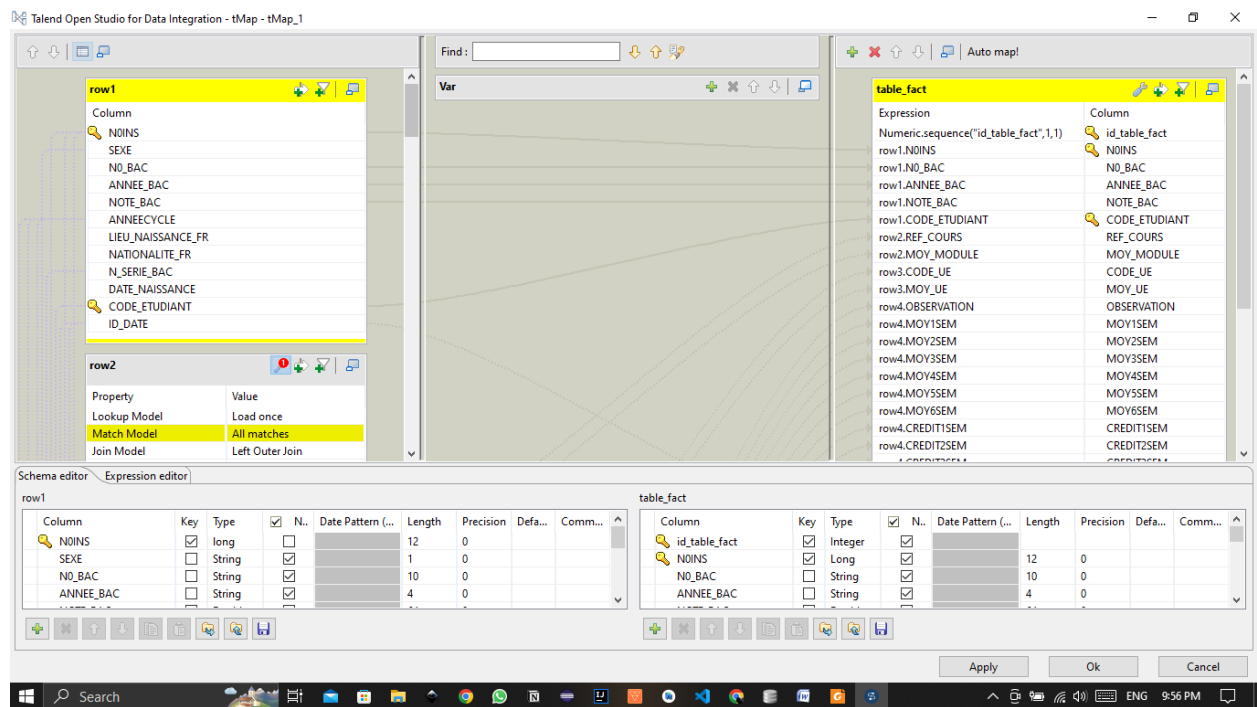 Talend Open Studio for Data Integration - tMap - tMap_1
Find :
Auto map!
row1
Column
N0INS
SEXE
N0_BAC
ANNEE_BAC
NOTE_BAC
ANNEECYCLE
LIEU_NAISSANCE_FR
NATIONALITE_FR
N_SERIE_BAC
DATE_NAISSANCE
CODE_ETUDIANT
ID_DATE
row2
Property Value
Lookup Model Load once
Match Model All matches
Join Model Left Outer Join
Var
table_fact
Expression Column
Numeric.sequence("id_table_fact",1,1) id_table_fact
row1.N0INS N0INS
row1.N0_BAC N0_BAC
row1.ANNEE_BAC ANNEE_BAC
row1.NOTE_BAC NOTE_BAC
row1.CODE_ETUDIANT CODE_ETUDIANT
row2.REF_COURS REF_COURS
row2.MOY_MODULE MOY_MODULE
row3.CODE_UE CODE_UE
row3.MOY_UE MOY_UE
row4.OBSERVATION OBSERVATION
row4.MOY1SEM MOY1SEM
row4.MOY2SEM MOY2SEM
row4.MOY3SEM MOY3SEM
row4.MOY4SEM MOY4SEM
row4.MOY5SEM MOY5SEM
row4.MOY6SEM MOY6SEM
row4.CREDIT1SEM CREDIT1SEM
row4.CREDIT2SEM CREDIT2SEM
Schema editor Expression editor
row1
Column Key Type N.. Date Pattern (... Length Precision Defa... Comm...
N0INS long 12 0
SEXE String 1 0
N0_BAC String 10 0
ANNEE_BAC String 4 0
table_fact
Column Key Type N.. Date Pattern (... Length Precision Defa... Comm...
id_table_fact Integer
N0INS Long 12 0
N0_BAC String 10 0
ANNEE_BAC String 4 0
Apply Ok Cancel
Search
ENG 9:56 PM